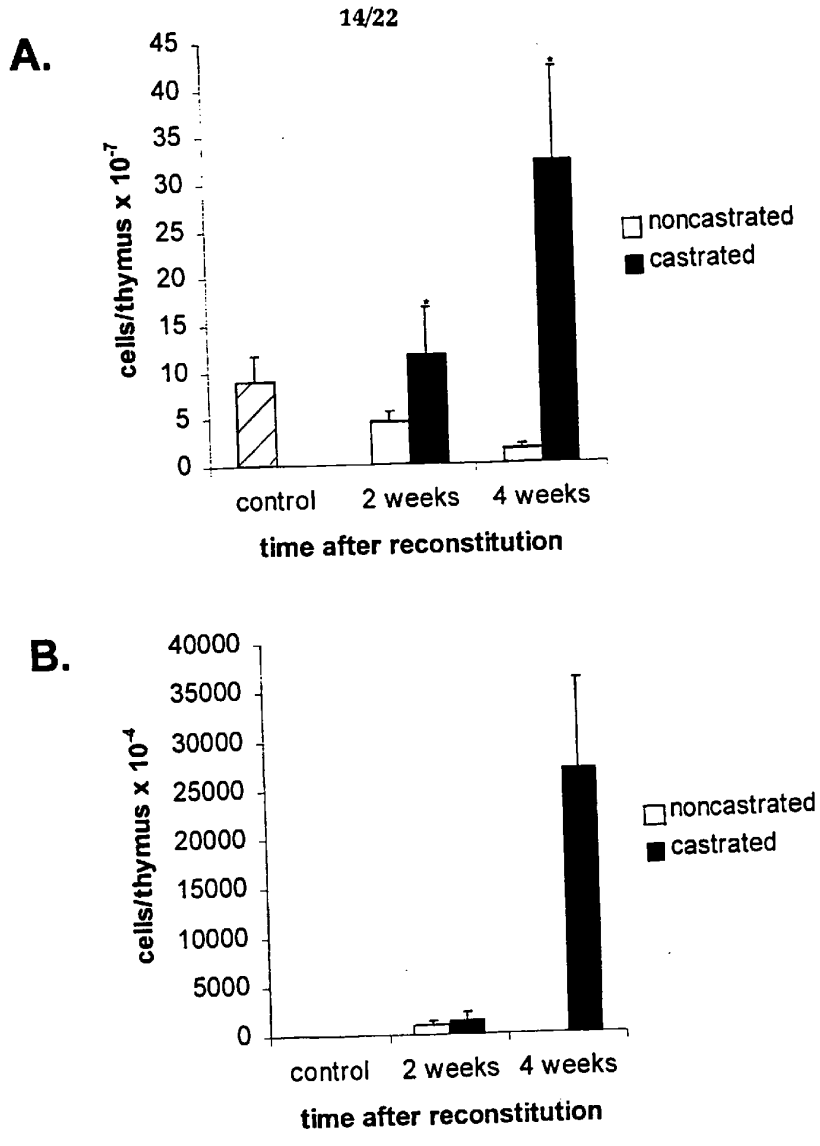 14/22
A.
45
40
35
30
25
20
15
10
5
0
cells/thymus x 10-7
*
*
noncastrated
castrated
control 2 weeks 4 weeks
time after reconstitution
B.
40000
35000
30000
25000
20000
15000
10000
5000
0
cells/thymus x 10-4
noncastrated
castrated
control 2 weeks 4 weeks
time after reconstitution